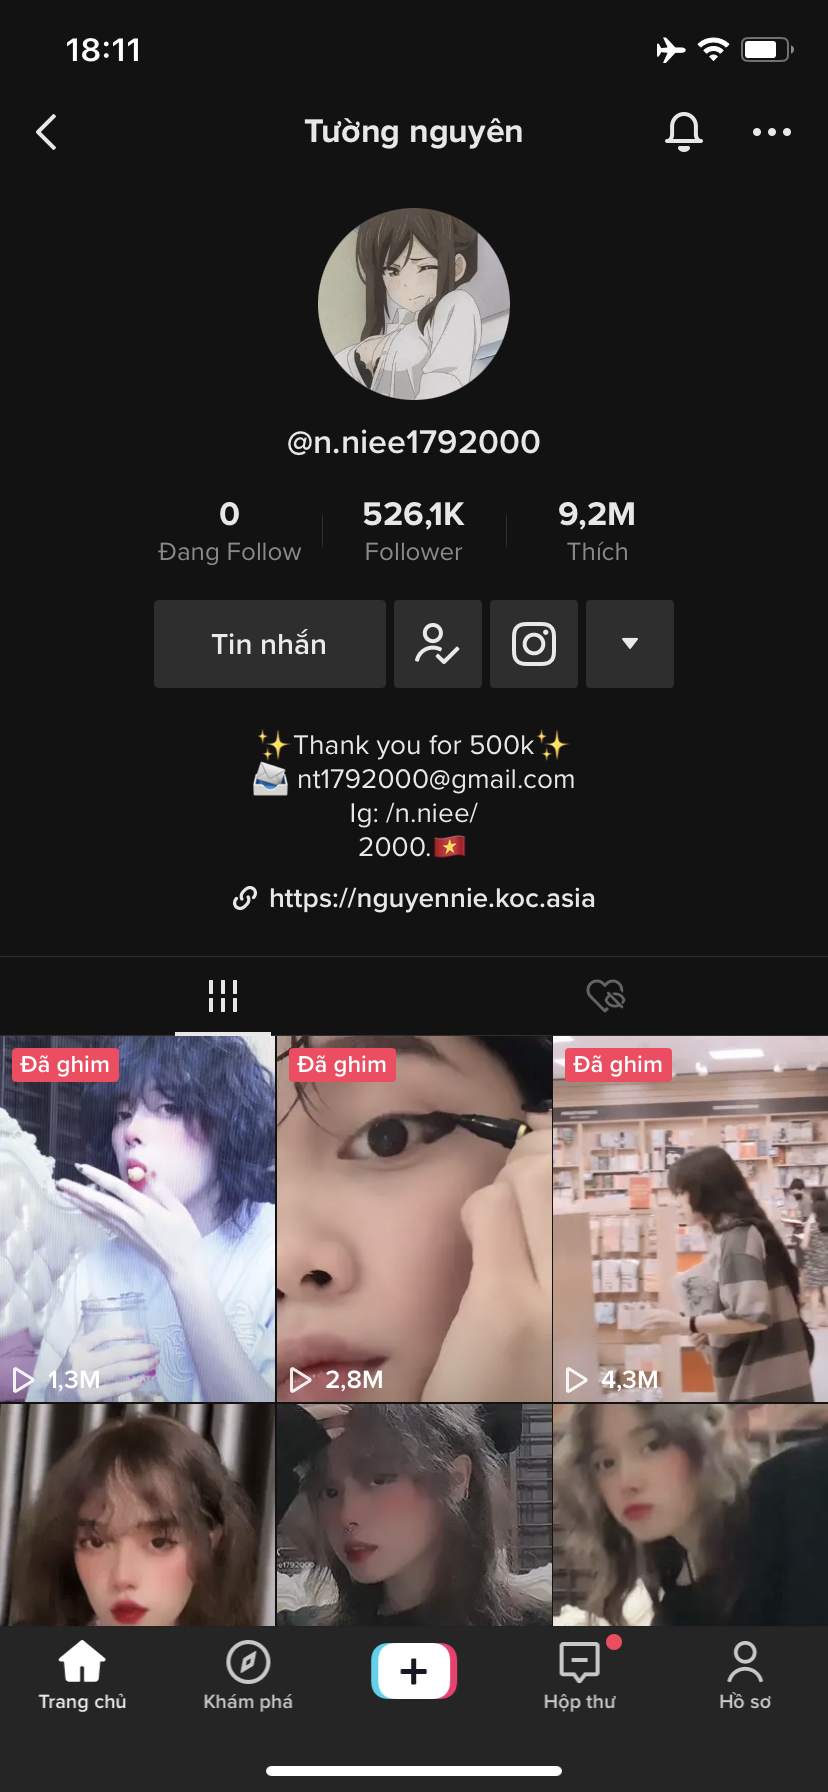 18:11
Tường nguyên
@n.niee1792000
0
Đang Follow
526,1K
Follower
9,2M
Thích
Tin nhắn
✨Thank you for 500k✨
📨 nt1792000@gmail.com
Ig: /n.niee/
2000.🇻🇳
https://nguyennie.koc.asia
Đã ghim
Đã ghim
Đã ghim
1,3M
2,8M
4,3M
e1792000
Trang chủ
Khám phá
Hộp thư
Hồ sơ